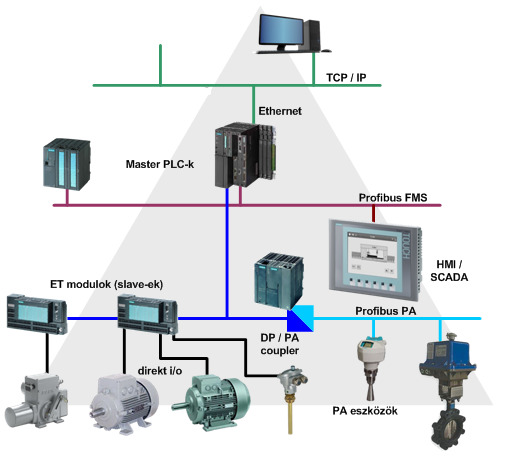 TCP / IP
Ethernet
Master PLC-k
Profibus FMS
HMI /
SCADA
TOUCH
ET modulok (slave-ek)
Profibus PA
DP / PA
coupler
direkt i/o
PA eszközök